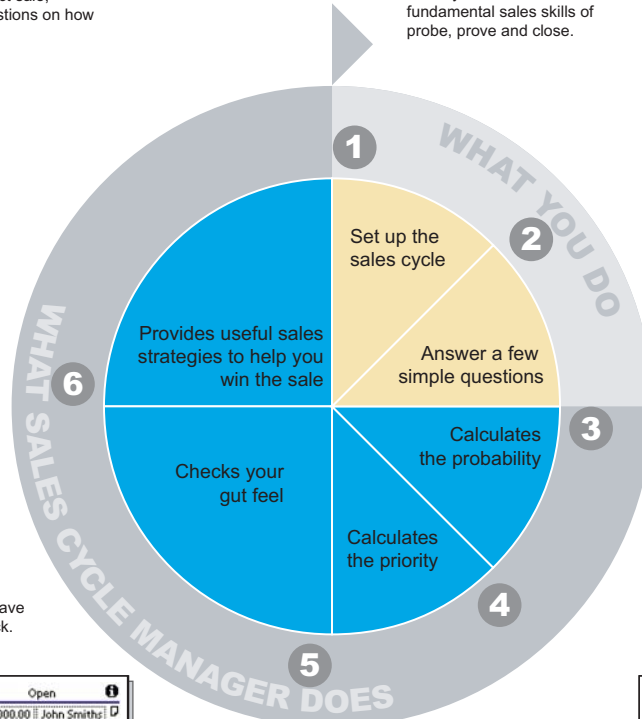 stions on how
fundamental sales skills of
probe, prove and close.
WHAT YOU DO
1
Set up the
sales cycle
2
Answer a few
simple questions
3
Calculates
the probability
4
Calculates
the priority
5
Checks your
gut feel
6
Provides useful sales
strategies to help you
win the sale
WHAT SALES CYCLE MANAGER DOES
ave
k.
Open
000.00 John Smiths